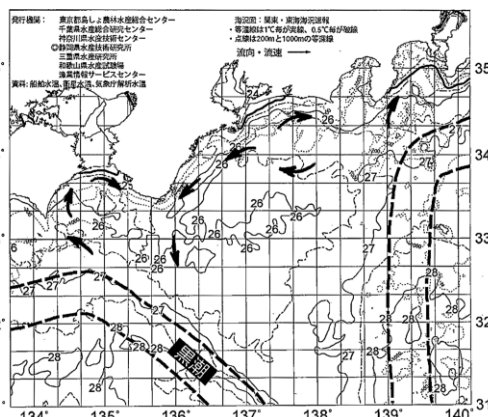 発行機関： 東京都島しょ農林水産総合センター
千葉県水産総合研究センター
神奈川県水産技術センター
◎静岡県水産技術研究所
三重県水産研究所
和歌山県水産試験場
漁業情報サービスセンター
資料：船舶水温、衛星水温、気象庁解析水温
海況図：関東・東海海況速報
・等温線は1℃毎が実線、0.5℃毎が破線
・点線は200mと1000mの等深線
流向・流速
24
35
26
26
26
27
34
26
27
27
26
26
26
26
26
33
27
28
27
27
27
32
28
28
28
28
28
28
黒潮
134°
135°
136°
137°
138°
139°
140°
31